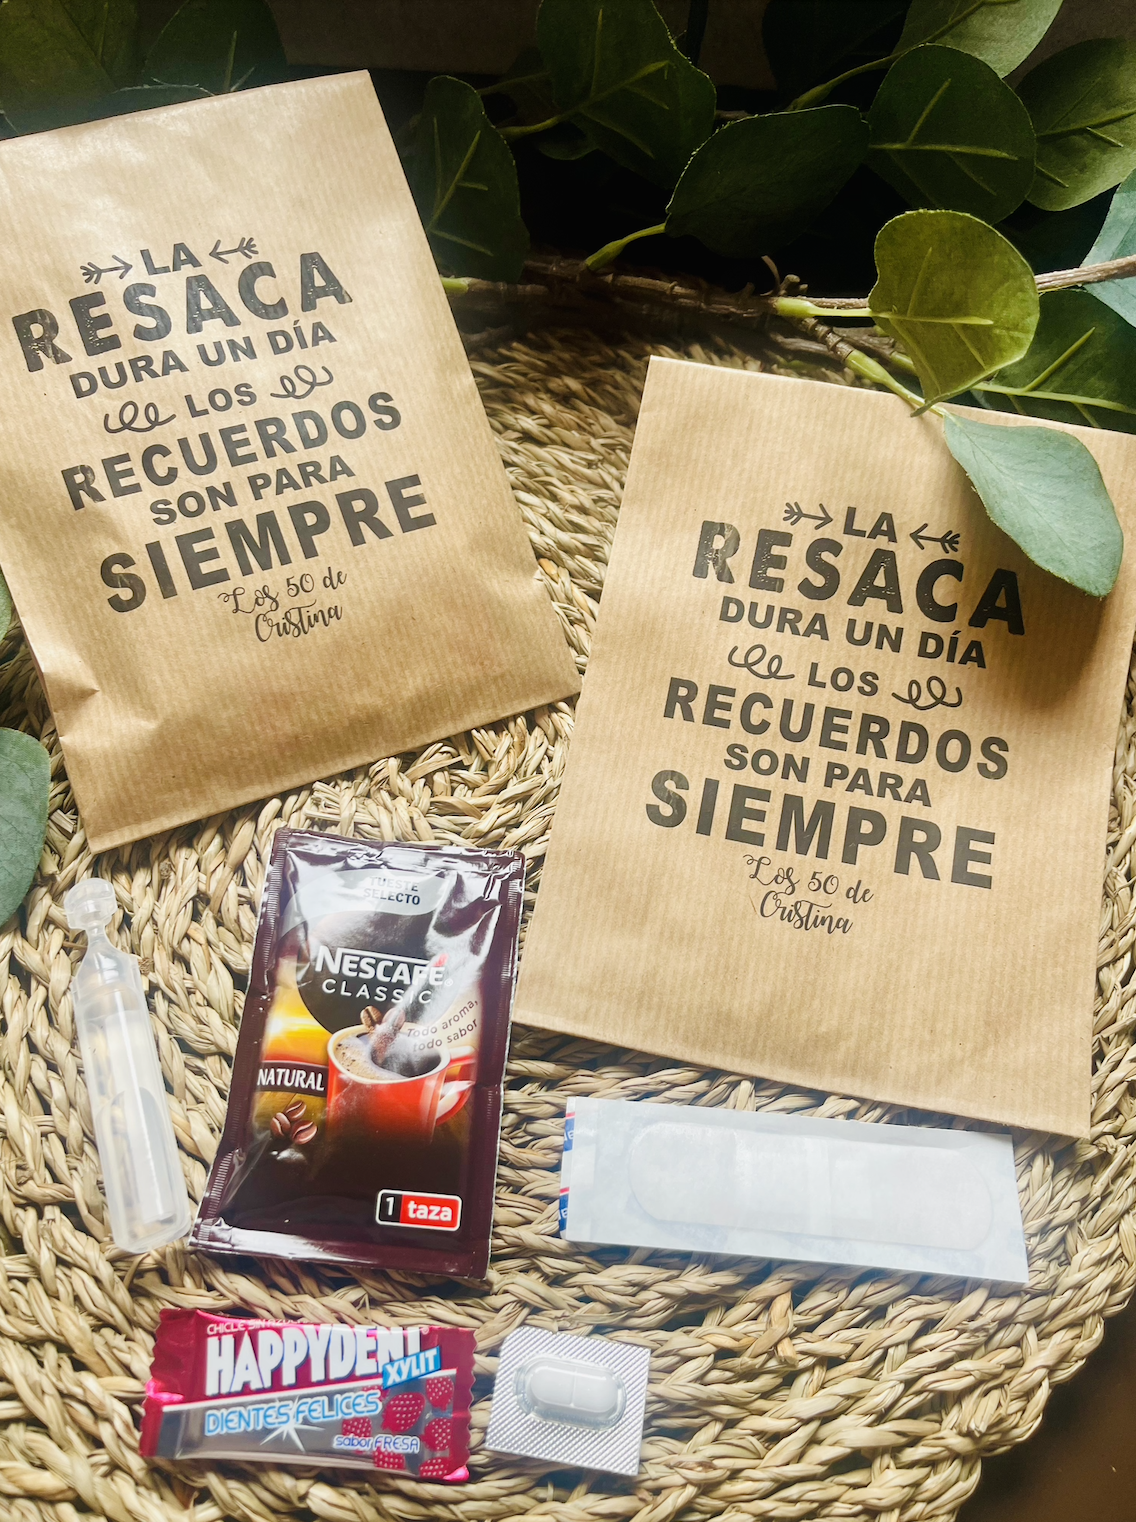 LA
RESACA
DURA UN DÍA
LOS
RECUERDOS
SON PARA
SIEMPRE
Los 50 de
Cristina
LA
RESACA
DURA UN DÍA
LOS
RECUERDOS
SON PARA
SIEMPRE
Los 50 de
Cristina
TUESTE
SELECTO
NESCAFÉ.
CLASSIC
Todo aroma,
todo sabor
NATURAL
1 taza
CHICLE SIN
HAPPYDENT
XYLIT
DIENTES FELICES
sabor FRESA